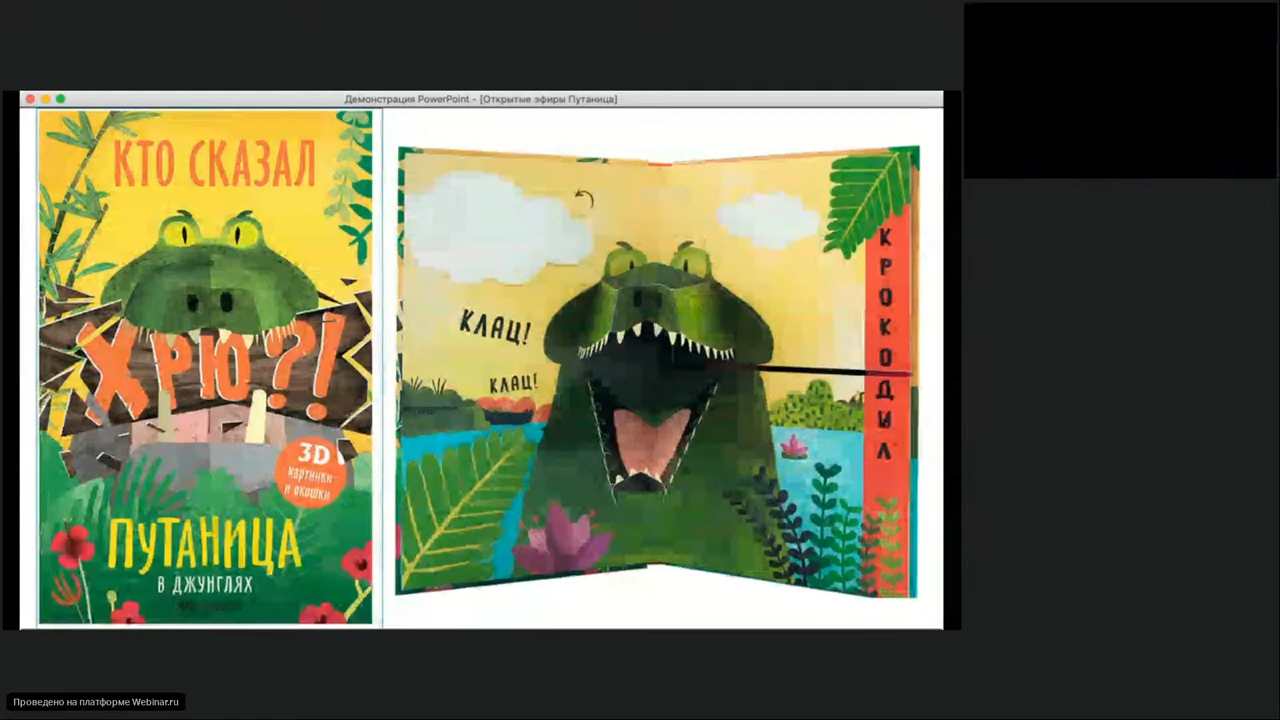 Демонстрация PowerPoint - [Открытые эфиры Путаница]
КТО СКАЗАЛ
ХРЮ?!
3D
картинки
и окошки
ПУТАНИЦА
В ДЖУНГЛЯХ
КЛАЦ!
КЛАЦ!
КРОКОДИЛ
Проведено на платформе Webinar.ru